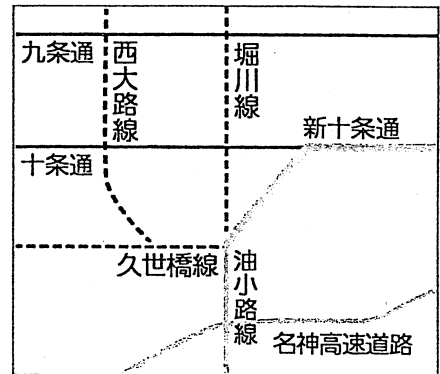 九条通
西大路線
堀川線
新十条通
十条通
久世橋線
油小路線
名神高速道路